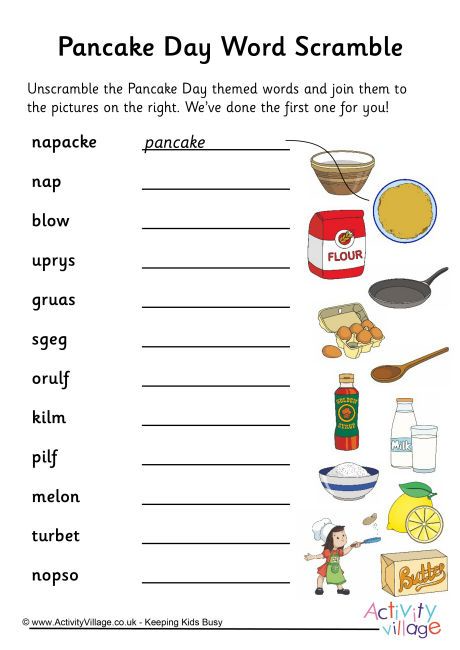 Pancake Day Word Scramble
Unscramble the Pancake Day themed words and join them to
the pictures on the right. We've done the first one for you!
napacke pancake
nap
blow
uprys
gruas
sgeg
orulf
kilm
pilf
melon
turbet
nopso
FLOUR
GOLDEN
SYRUP
Milk
Butter
© www.ActivityVillage.co.uk - Keeping Kids Busy
Activity
village